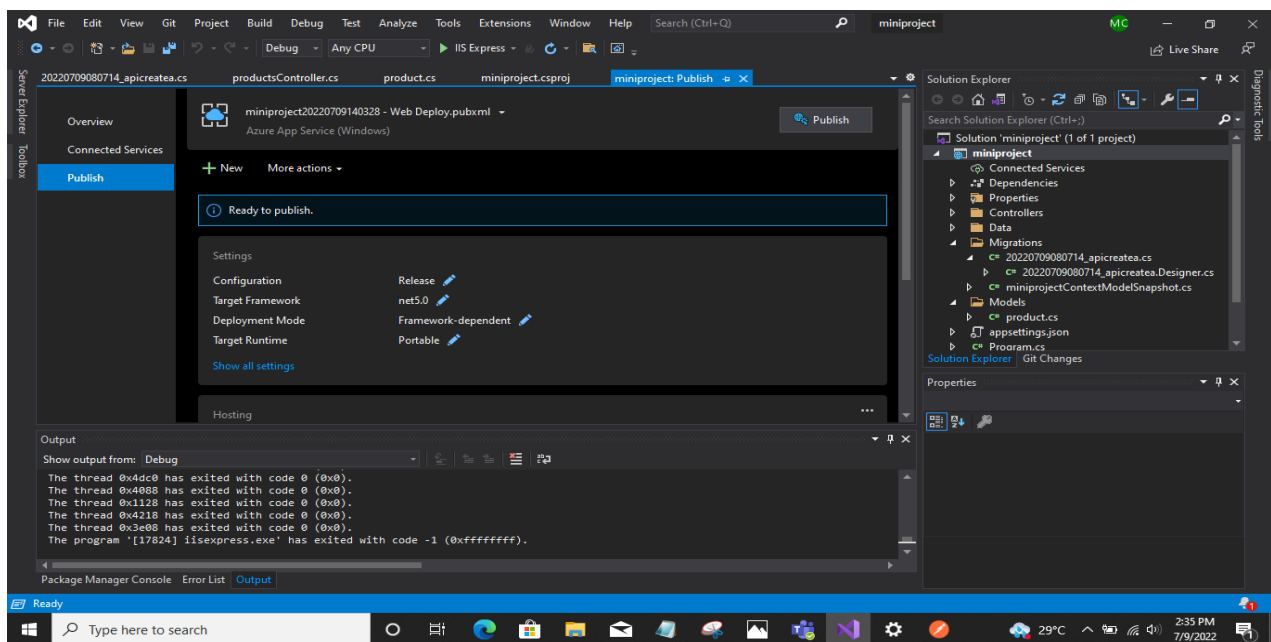 File Edit View Git Project Build Debug Test Analyze Tools Extensions Window Help Search (Ctrl+Q) miniproject MC
Debug Any CPU IIS Express Live Share
20220709080714_apicreatea.cs productsController.cs product.cs miniproject.csproj miniproject: Publish
Server Explorer
Toolbox
Overview
Connected Services
Publish
miniproject20220709140328 - Web Deploy.pubxml
Azure App Service (Windows)
Publish
New More actions
Ready to publish.
Settings
Configuration Release
Target Framework net5.0
Deployment Mode Framework-dependent
Target Runtime Portable
Show all settings
Hosting
Solution Explorer
Search Solution Explorer (Ctrl+;)
Solution 'miniproject' (1 of 1 project)
miniproject
Connected Services
Dependencies
Properties
Controllers
Data
Migrations
C# 20220709080714_apicreatea.cs
C# 20220709080714_apicreatea.Designer.cs
C# miniprojectContextModelSnapshot.cs
Models
C# product.cs
appsettings.json
C# Program.cs
Solution Explorer Git Changes
Properties
Diagnostic Tools
Output
Show output from: Debug
The thread 0x4dc0 has exited with code 0 (0x0).
The thread 0x4088 has exited with code 0 (0x0).
The thread 0x1128 has exited with code 0 (0x0).
The thread 0x4218 has exited with code 0 (0x0).
The thread 0x3e08 has exited with code 0 (0x0).
The program '[17824] iisexpress.exe' has exited with code -1 (0xffffffff).
Package Manager Console Error List Output
Ready
Type here to search
29°C
2:35 PM
7/9/2022